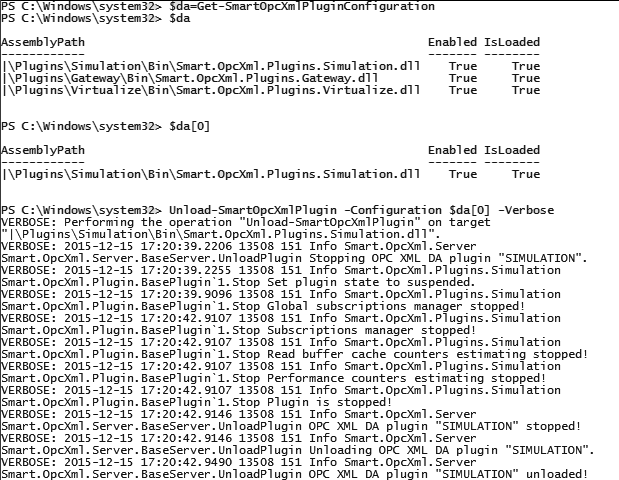 PS C:\Windows\system32> $da=Get-SmartOpcXmlPluginConfiguration
PS C:\Windows\system32> $da
AssemblyPath Enabled IsLoaded
------------ ------- --------
|\Plugins\Simulation\Bin\Smart.OpcXml.Plugins.Simulation.dll True True
|\Plugins\Gateway\Bin\Smart.OpcXml.Plugins.Gateway.dll True True
|\Plugins\Virtualize\Bin\Smart.OpcXml.Plugins.Virtualize.dll True True
PS C:\Windows\system32> $da[0]
AssemblyPath Enabled IsLoaded
------------ ------- --------
|\Plugins\Simulation\Bin\Smart.OpcXml.Plugins.Simulation.dll True True
PS C:\Windows\system32> Unload-SmartOpcXmlPlugin -Configuration $da[0] -Verbose
VERBOSE: Performing the operation "Unload-SmartOpcXmlPlugin" on target
"|\Plugins\Simulation\Bin\Smart.OpcXml.Plugins.Simulation.dll".
VERBOSE: 2015-12-15 17:20:39.2206 13508 151 Info Smart.OpcXml.Server
Smart.OpcXml.Server.BaseServer.UnloadPlugin Stopping OPC XML DA plugin "SIMULATION".
VERBOSE: 2015-12-15 17:20:39.2255 13508 151 Info Smart.OpcXml.Plugins.Simulation
Smart.OpcXml.Plugin.BasePlugin`1.Stop Set plugin state to suspended.
VERBOSE: 2015-12-15 17:20:39.9096 13508 151 Info Smart.OpcXml.Plugins.Simulation
Smart.OpcXml.Plugin.BasePlugin`1.Stop Global subscriptions manager stopped!
VERBOSE: 2015-12-15 17:20:42.9107 13508 151 Info Smart.OpcXml.Plugins.Simulation
Smart.OpcXml.Plugin.BasePlugin`1.Stop Subscriptions manager stopped!
VERBOSE: 2015-12-15 17:20:42.9107 13508 151 Info Smart.OpcXml.Plugins.Simulation
Smart.OpcXml.Plugin.BasePlugin`1.Stop Read buffer cache counters estimating stopped!
VERBOSE: 2015-12-15 17:20:42.9107 13508 151 Info Smart.OpcXml.Plugins.Simulation
Smart.OpcXml.Plugin.BasePlugin`1.Stop Performance counters estimating stopped!
VERBOSE: 2015-12-15 17:20:42.9107 13508 151 Info Smart.OpcXml.Plugins.Simulation
Smart.OpcXml.Plugin.BasePlugin`1.Stop Plugin is stopped!
VERBOSE: 2015-12-15 17:20:42.9146 13508 151 Info Smart.OpcXml.Server
Smart.OpcXml.Server.BaseServer.UnloadPlugin OPC XML DA plugin "SIMULATION" stopped!
VERBOSE: 2015-12-15 17:20:42.9146 13508 151 Info Smart.OpcXml.Server
Smart.OpcXml.Server.BaseServer.UnloadPlugin Unloading OPC XML DA plugin "SIMULATION".
VERBOSE: 2015-12-15 17:20:42.9490 13508 151 Info Smart.OpcXml.Server
Smart.OpcXml.Server.BaseServer.UnloadPlugin OPC XML DA plugin "SIMULATION" unloaded!